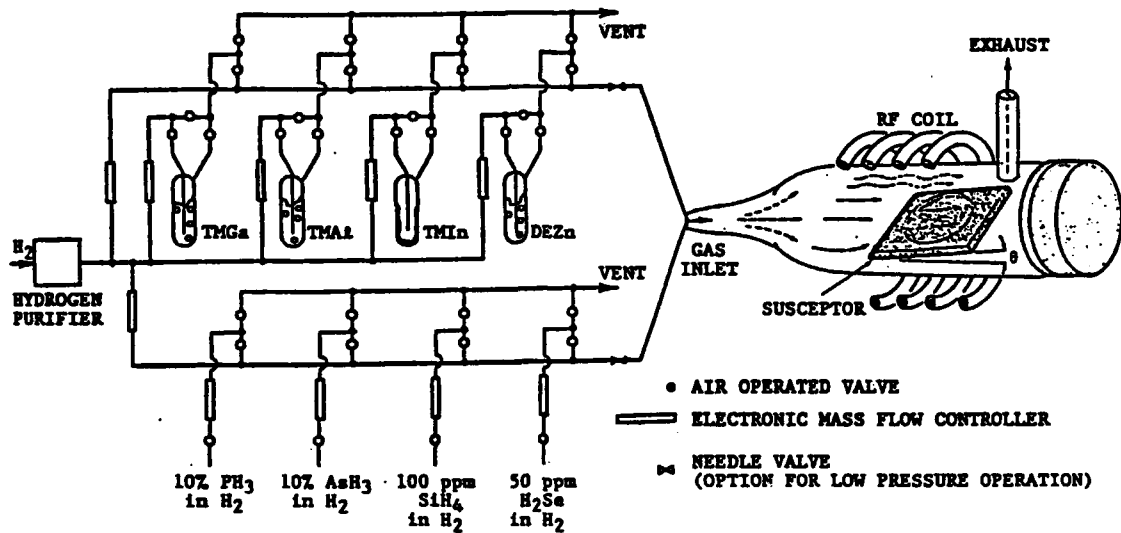 VENT
EXHAUST
RF COIL
TMGa
TMAℓ
TMIn
DEZn
H2
HYDROGEN
PURIFIER
GAS
INLET
θ
SUSCEPTOR
VENT
10% PH3
in H2
10% AsH3
in H2
100 ppm
SiH4
in H2
50 ppm
H2Se
in H2
AIR OPERATED VALVE
ELECTRONIC MASS FLOW CONTROLLER
NEEDLE VALVE
(OPTION FOR LOW PRESSURE OPERATION)